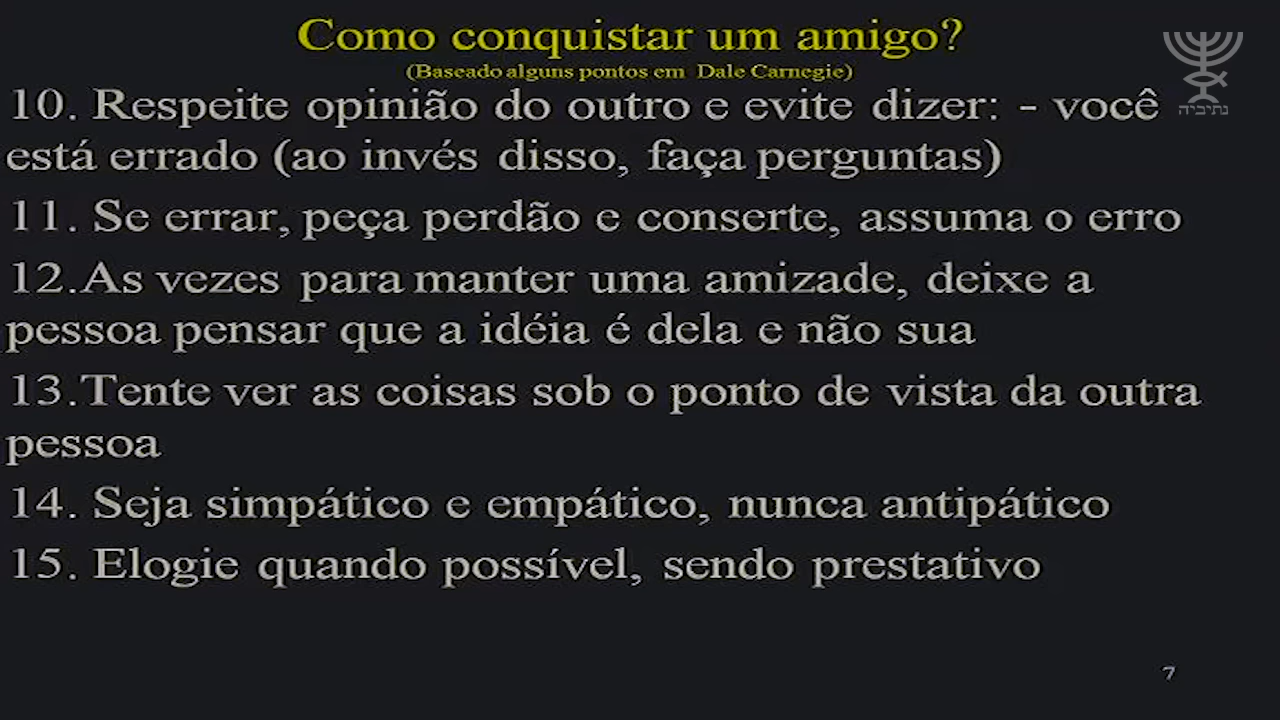 Como conquistar um amigo?
(Baseado alguns pontos em Dale Carnegie)
10. Respeite opinião do outro e evite dizer: - você
está errado (ao invés disso, faça perguntas)
11. Se errar, peça perdão e conserte, assuma o erro
12.As vezes para manter uma amizade, deixe a
pessoa pensar que a idéia é dela e não sua
13.Tente ver as coisas sob o ponto de vista da outra
pessoa
14. Seja simpático e empático, nunca antipático
15. Elogie quando possível, sendo prestativo
נתיביה
7